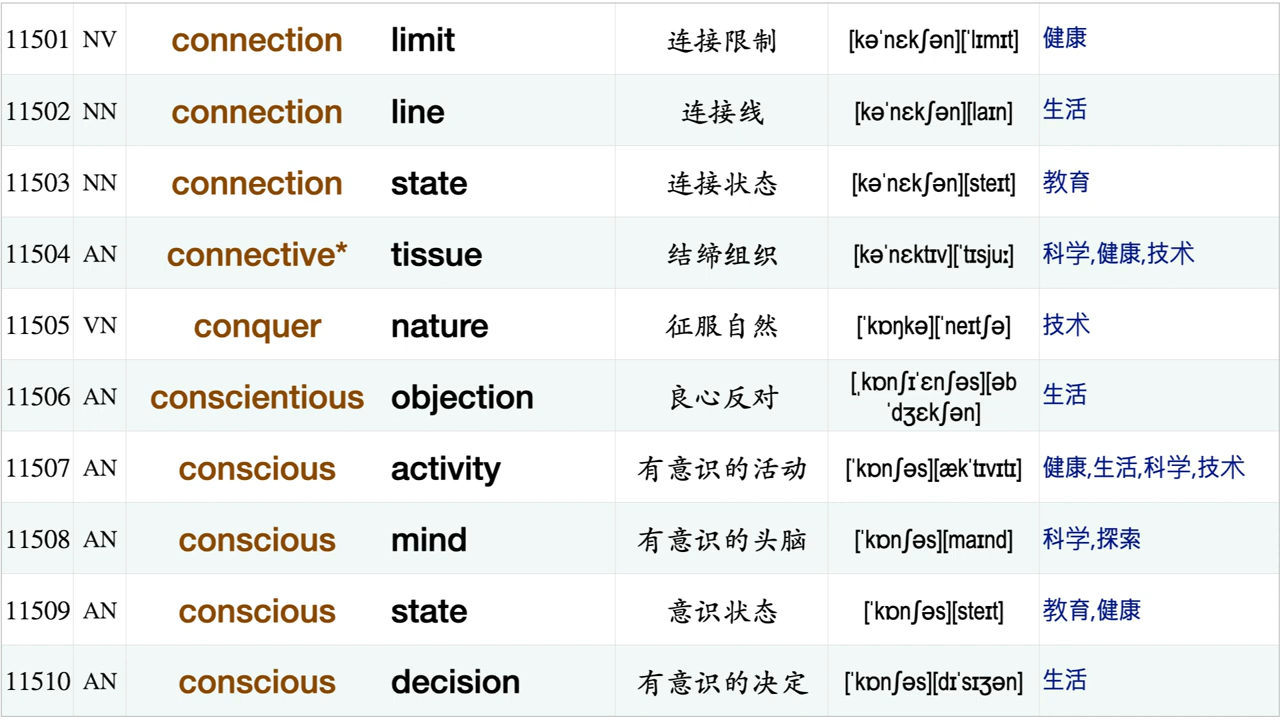 11501 NV connection limit 连接限制 [kəˈnɛkʃən][ˈlɪmɪt] 健康
11502 NN connection line 连接线 [kəˈnɛkʃən][laɪn] 生活
11503 NN connection state 连接状态 [kəˈnɛkʃən][steɪt] 教育
11504 AN connective* tissue 结缔组织 [kəˈnɛktɪv][ˈtɪsjuː] 科学,健康,技术
11505 VN conquer nature 征服自然 [ˈkɒŋkə][ˈneɪtʃə] 技术
11506 AN conscientious objection 良心反对 [ˌkɒnʃɪˈɛnʃəs][əb
ˈdʒɛkʃən] 生活
11507 AN conscious activity 有意识的活动 [ˈkɒnʃəs][ækˈtɪvɪtɪ] 健康,生活,科学,技术
11508 AN conscious mind 有意识的头脑 [ˈkɒnʃəs][maɪnd] 科学,探索
11509 AN conscious state 意识状态 [ˈkɒnʃəs][steɪt] 教育,健康
11510 AN conscious decision 有意识的决定 [ˈkɒnʃəs][dɪˈsɪʒən] 生活